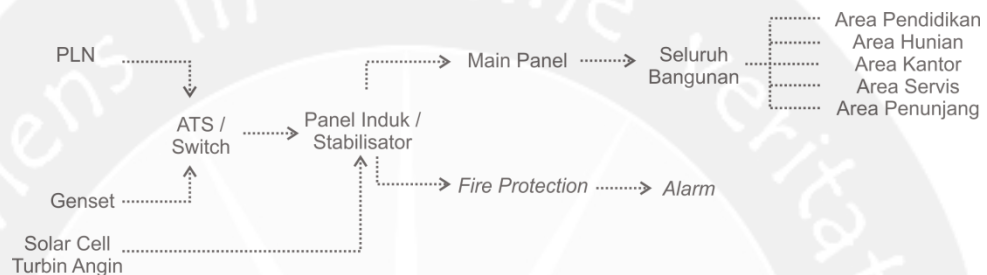 PLN
ATS /
Switch
Genset
Solar Cell
Turbin Angin
Panel Induk /
Stabilisator
Main Panel
Seluruh
Bangunan
Area Pendidikan
Area Hunian
Area Kantor
Area Servis
Area Penunjang
Fire Protection
Alarm